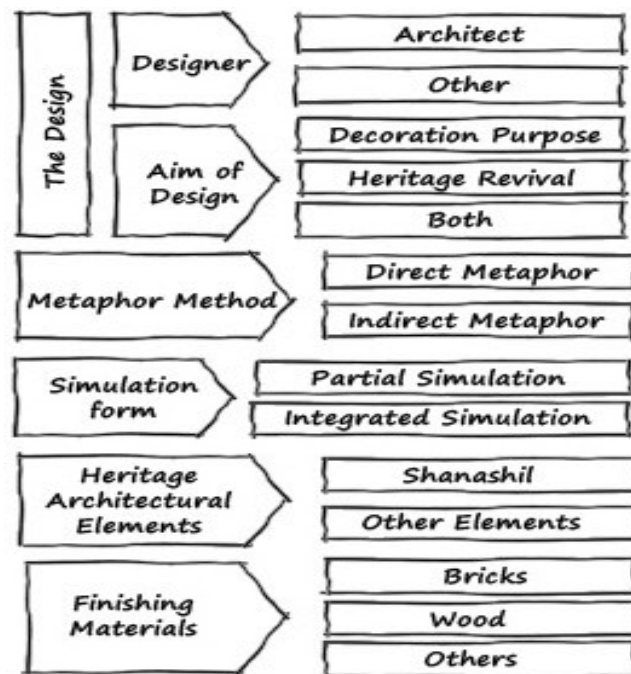 The Design
Designer
Architect
Other
Aim of
Design
Decoration Purpose
Heritage Revival
Both
Metaphor Method
Direct Metaphor
Indirect Metaphor
Simulation
form
Partial Simulation
Integrated Simulation
Heritage
Architectural
Elements
Shanashil
Other Elements
Finishing
Materials
Bricks
Wood
Others